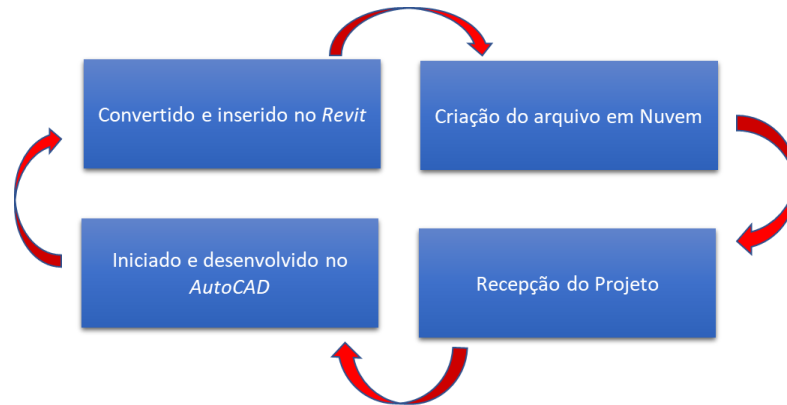 Convertido e inserido no Revit
Criação do arquivo em Nuvem
Iniciado e desenvolvido no
AutoCAD
Recepção do Projeto